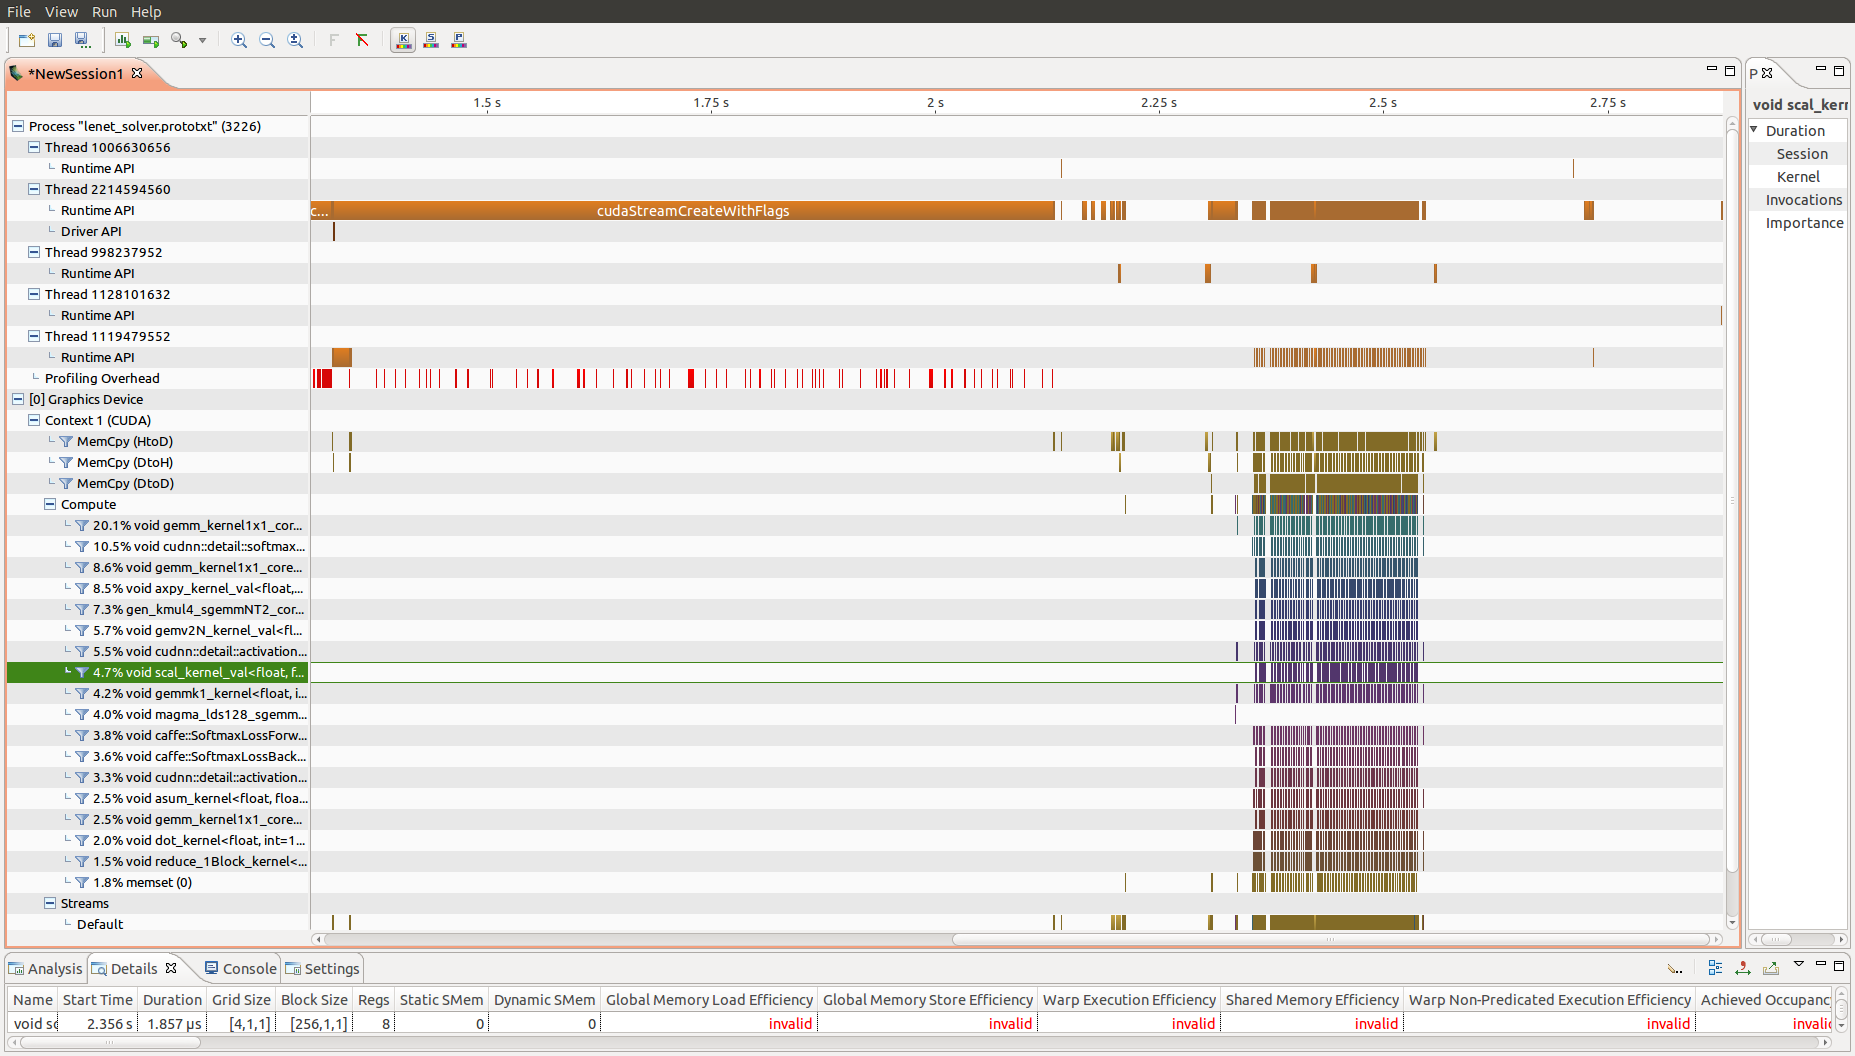 File View Run Help
*NewSession1
P
1.5 s 1.75 s 2 s 2.25 s 2.5 s 2.75 s
void scal_kerr
Process "lenet_solver.prototxt" (3226)
Duration
Thread 1006630656
Session
Runtime API
Kernel
Thread 2214594560
Invocations
Runtime API
c...
cudaStreamCreateWithFlags
Importance
Driver API
Thread 998237952
Runtime API
Thread 1128101632
Runtime API
Thread 1119479552
Runtime API
Profiling Overhead
[0] Graphics Device
Context 1 (CUDA)
MemCpy (HtoD)
MemCpy (DtoH)
MemCpy (DtoD)
Compute
20.1% void gemm_kernel1x1_cor...
10.5% void cudnn::detail::softmax...
8.6% void gemm_kernel1x1_core...
8.5% void axpy_kernel_val<float,...
7.3% gen_kmul4_sgemmNT2_cor...
5.7% void gemv2N_kernel_val<fl...
5.5% void cudnn::detail::activation...
4.7% void scal_kernel_val<float, f...
4.2% void gemmk1_kernel<float, i...
4.0% void magma_lds128_sgemm...
3.8% void caffe::SoftmaxLossForw...
3.6% void caffe::SoftmaxLossBack...
3.3% void cudnn::detail::activation...
2.5% void asum_kernel<float, floa...
2.5% void gemm_kernel1x1_core...
2.0% void dot_kernel<float, int=1...
1.5% void reduce_1Block_kernel<...
1.8% memset (0)
Streams
Default
Analysis Details Console Settings
Name Start Time Duration Grid Size Block Size Regs Static SMem Dynamic SMem Global Memory Load Efficiency Global Memory Store Efficiency Warp Execution Efficiency Shared Memory Efficiency Warp Non-Predicated Execution Efficiency Achieved Occupanc
void sc 2.356 s 1.857 µs [4,1,1] [256,1,1] 8 0 0 invalid invalid invalid invalid invalid invalid